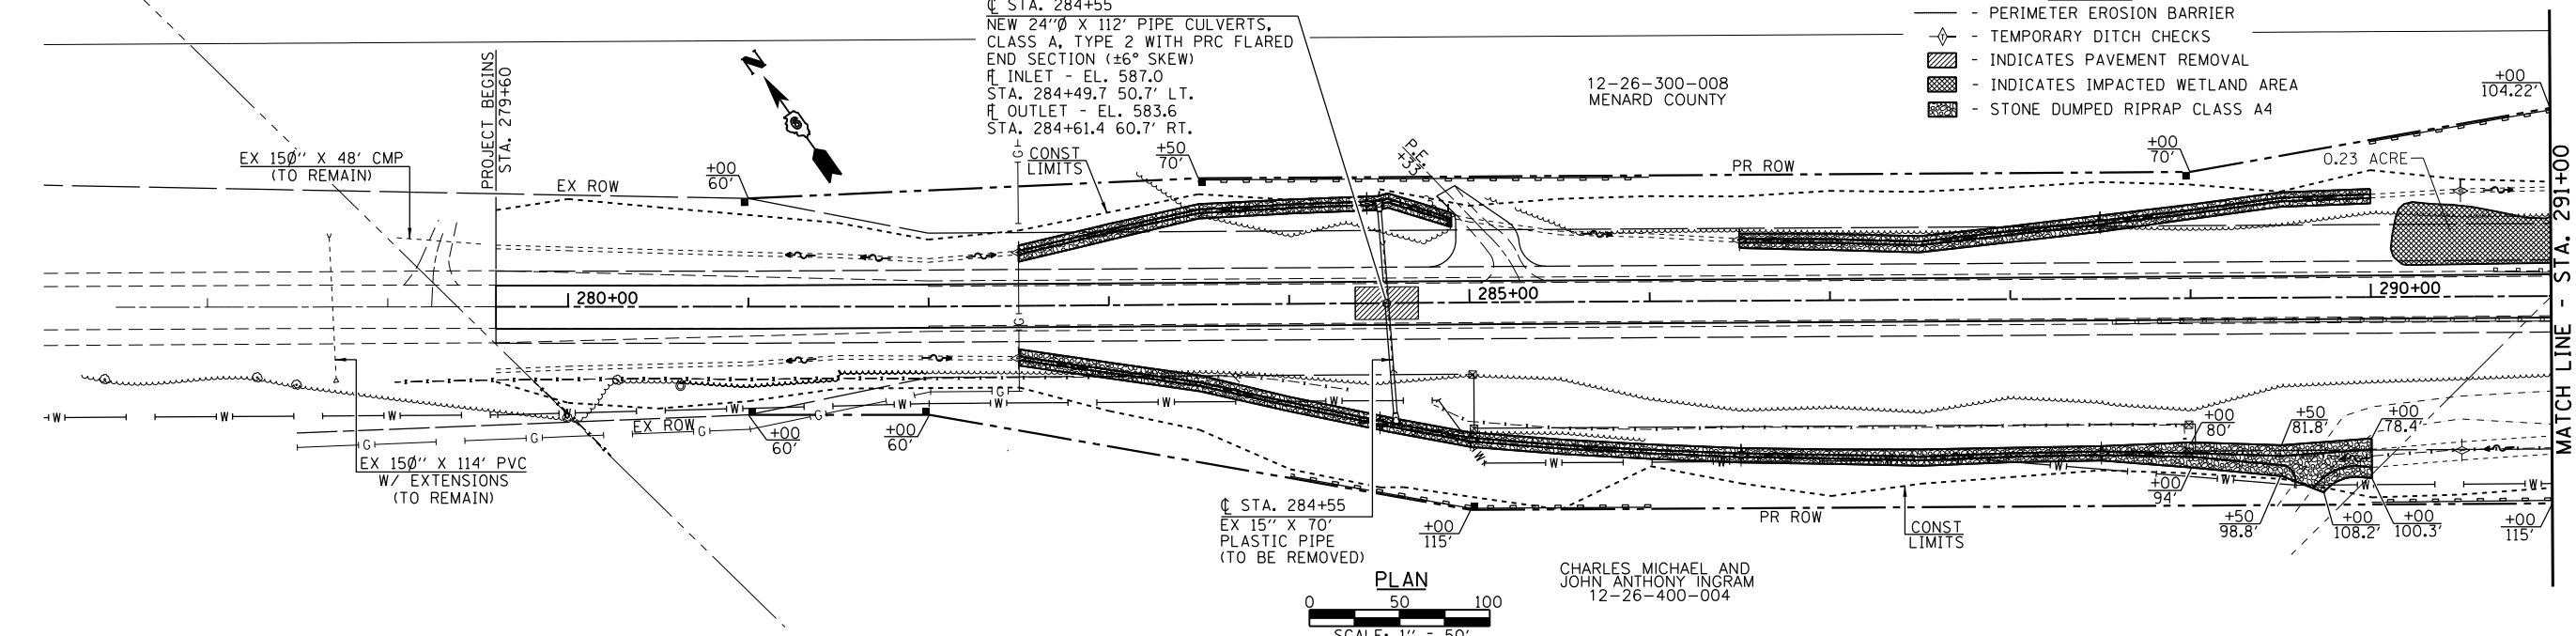 ℄ STA. 284+55
NEW 24"Ø X 112' PIPE CULVERTS,
CLASS A, TYPE 2 WITH PRC FLARED
END SECTION (±6° SKEW)
F̵L INLET - EL. 587.0
STA. 284+49.7 50.7' LT.
F̵L OUTLET - EL. 583.6
STA. 284+61.4 60.7' RT.
- PERIMETER EROSION BARRIER
- TEMPORARY DITCH CHECKS
- INDICATES PAVEMENT REMOVAL
- INDICATES IMPACTED WETLAND AREA
- STONE DUMPED RIPRAP CLASS A4
12-26-300-008
MENARD COUNTY
+00
104.22'
PROJECT BEGINS
STA. 279+60
N
EX 15Ø" X 48' CMP
(TO REMAIN)
+00
60'
EX ROW
CONST
LIMITS
+50
70'
P.E.
+33
PR ROW
+00
70'
0.23 ACRE
MATCH LINE - STA. 291+00
G
280+00
285+00
290+00
G
W
W
W
W
W
W
W
W
W
W
EX ROW
G
G
G
G
G
+00
60'
+00
60'
EX 15Ø" X 114' PVC
W/ EXTENSIONS
(TO REMAIN)
℄ STA. 284+55
EX 15" X 70'
PLASTIC PIPE
(TO BE REMOVED)
+00
115'
W
W
W
W
W
W
W
+00
80'
+50
81.8'
+00
78.4'
+00
94'
+50
98.8'
+00
108.2'
+00
100.3'
+00
115'
PR ROW
CONST
LIMITS
CHARLES MICHAEL AND
JOHN ANTHONY INGRAM
12-26-400-004
PLAN
0 50 100
SCALE: 1" = 50'